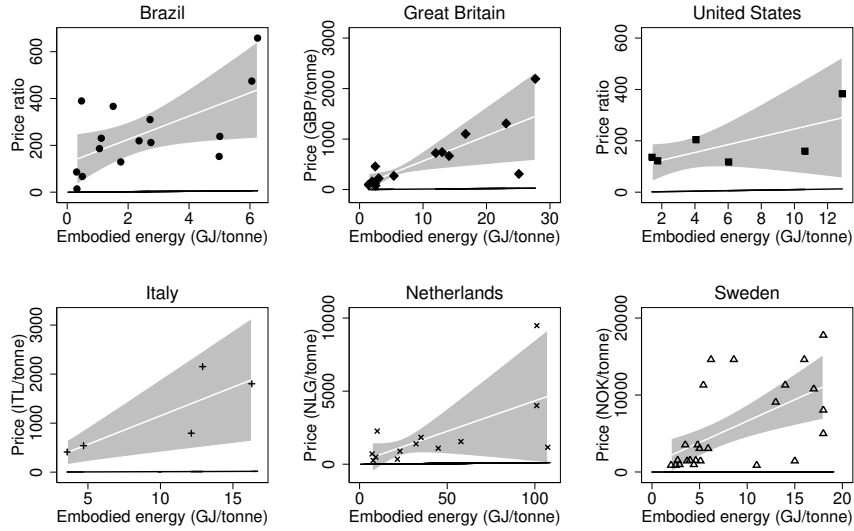 Brazil
Price ratio
0 200 400 600
0 2 4 6
Embodied energy (GJ/tonne)
Great Britain
Price (GBP/tonne)
0 1000 2000 3000
0 10 20 30
Embodied energy (GJ/tonne)
United States
Price ratio
0 200 400 600
2 4 6 8 10 12
Embodied energy (GJ/tonne)
Italy
Price (ITL/tonne)
0 1000 2000 3000
5 10 15
Embodied energy (GJ/tonne)
Netherlands
Price (NLG/tonne)
0 5000 10000
0 50 100
Embodied energy (GJ/tonne)
Sweden
Price (NOK/tonne)
0 10000 20000
0 5 10 15 20
Embodied energy (GJ/tonne)